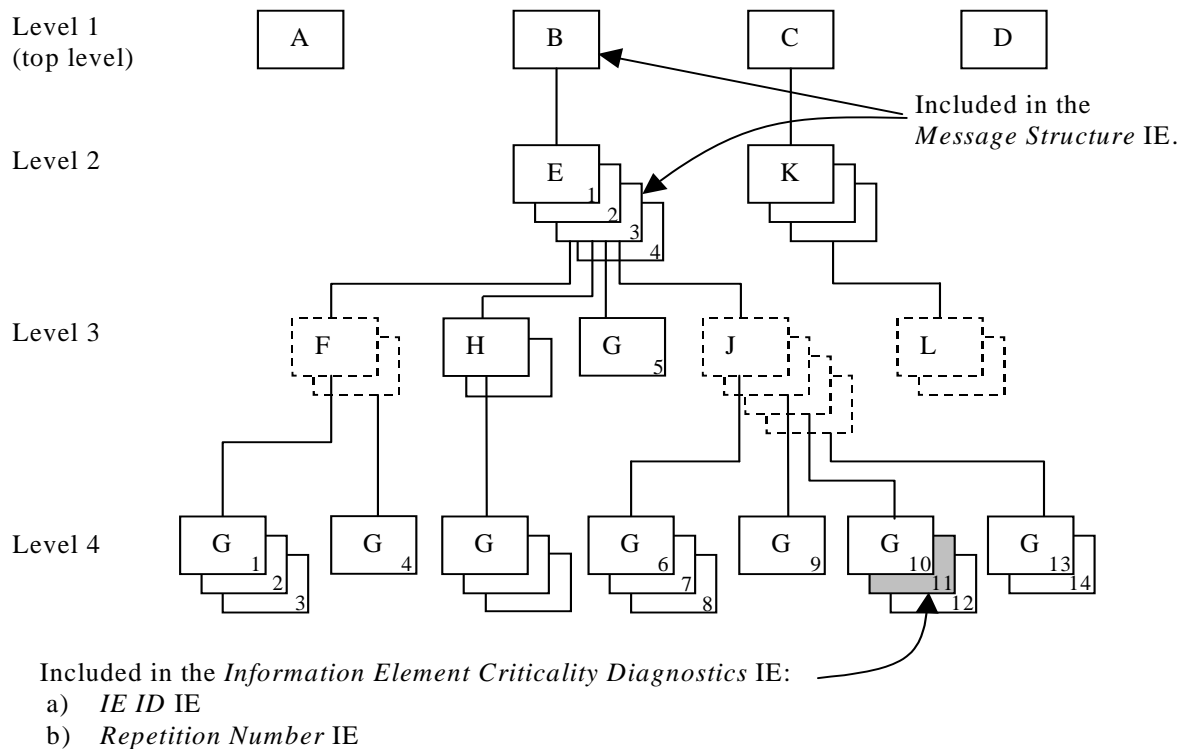 Level 1
(top level)
A
B
C
D
Included in the
Message Structure IE.
Level 2
E
1
2
3
4
K
Level 3
F
H
G
5
J
L
Level 4
G
1
2
3
G
4
G
G
6
7
8
G
9
G
10
11
12
G
13
14
Included in the Information Element Criticality Diagnostics IE:
a) IE ID IE
b) Repetition Number IE